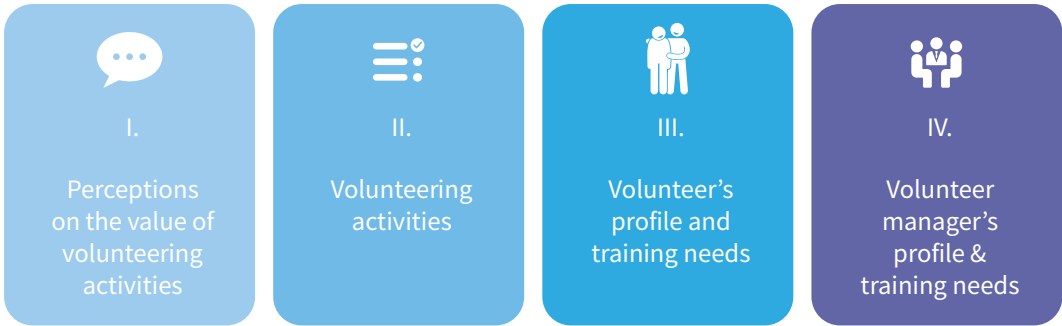 I.
Perceptions
on the value of
volunteering
activities
II.
Volunteering
activities
III.
Volunteer’s
profile and
training needs
IV.
Volunteer
manager’s
profile &
training needs